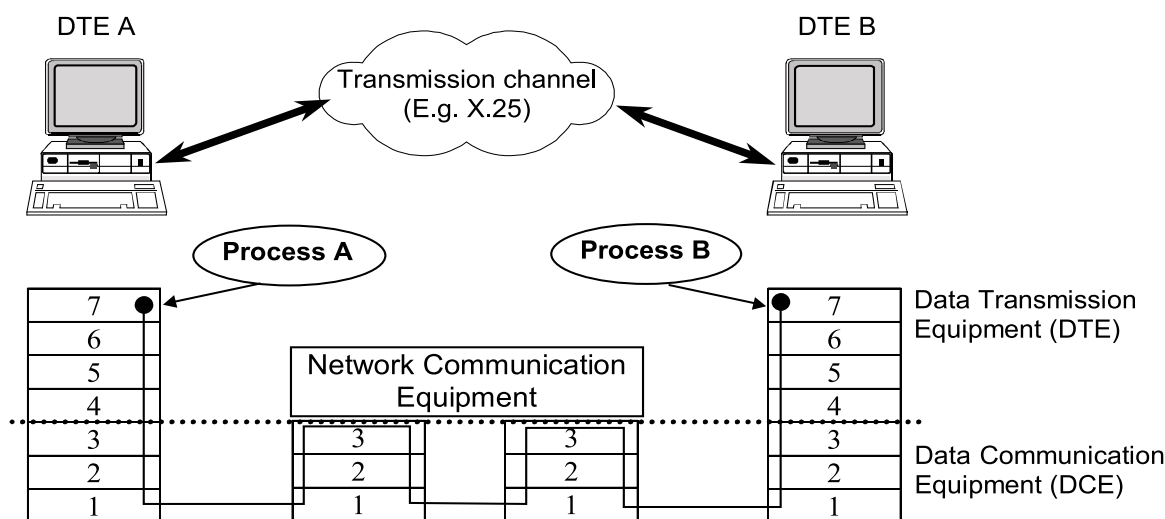 DTE A
DTE B
Transmission channel
(E.g. X.25)
Process A
Process B
7
6
5
4
3
2
1
Network Communication
Equipment
3
2
1
3
2
1
7
6
5
4
3
2
1
Data Transmission
Equipment (DTE)
Data Communication
Equipment (DCE)